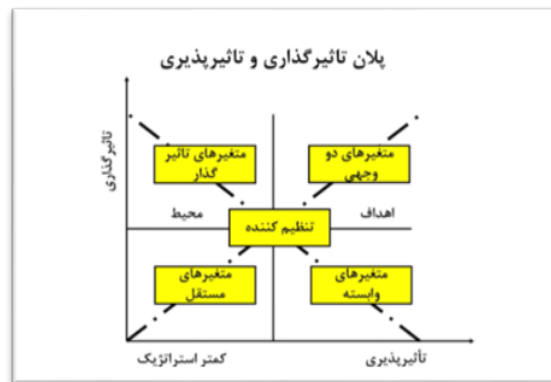 پلان تاثیرگذاری و تاثیرپذیری
تاثیرگذاری
متغیرهای دو
وجهی
متغیرهای تاثیر
گذار
اهداف
تنظیم کننده
محیط
متغیرهای
وابسته
متغیرهای
مستقل
تأثیرپذیری
کمتر استراتژیک